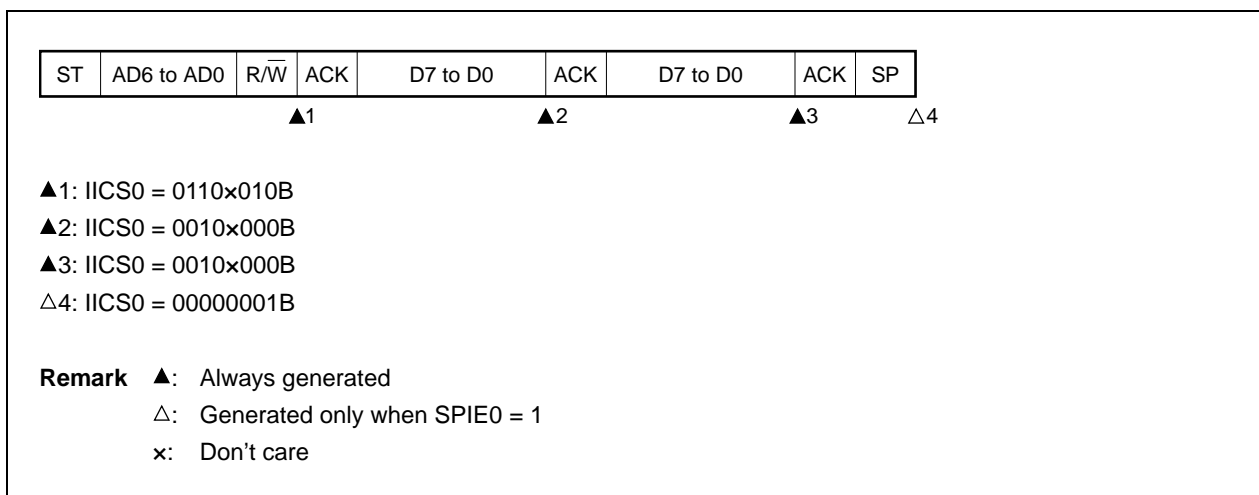 ST AD6 to AD0 R/W̅ ACK D7 to D0 ACK D7 to D0 ACK SP
▲1 ▲2 ▲3 △4
▲1: IICS0 = 0110×010B
▲2: IICS0 = 0010×000B
▲3: IICS0 = 0010×000B
△4: IICS0 = 00000001B
Remark ▲: Always generated
△: Generated only when SPIE0 = 1
×: Don't care